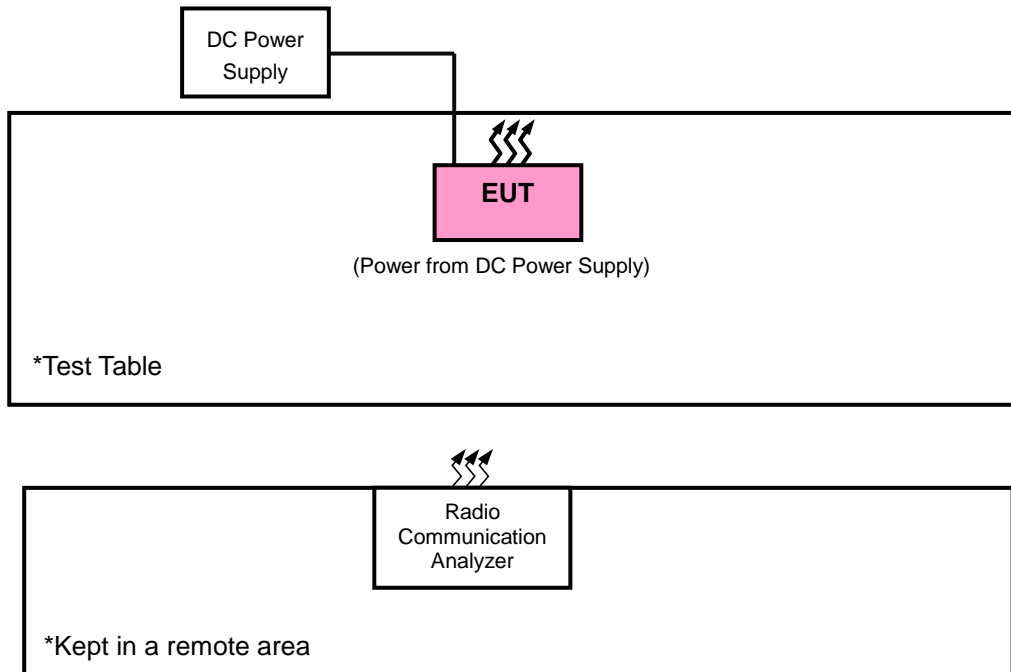 DC Power
Supply
EUT
(Power from DC Power Supply)
*Test Table
Radio
Communication
Analyzer
*Kept in a remote area